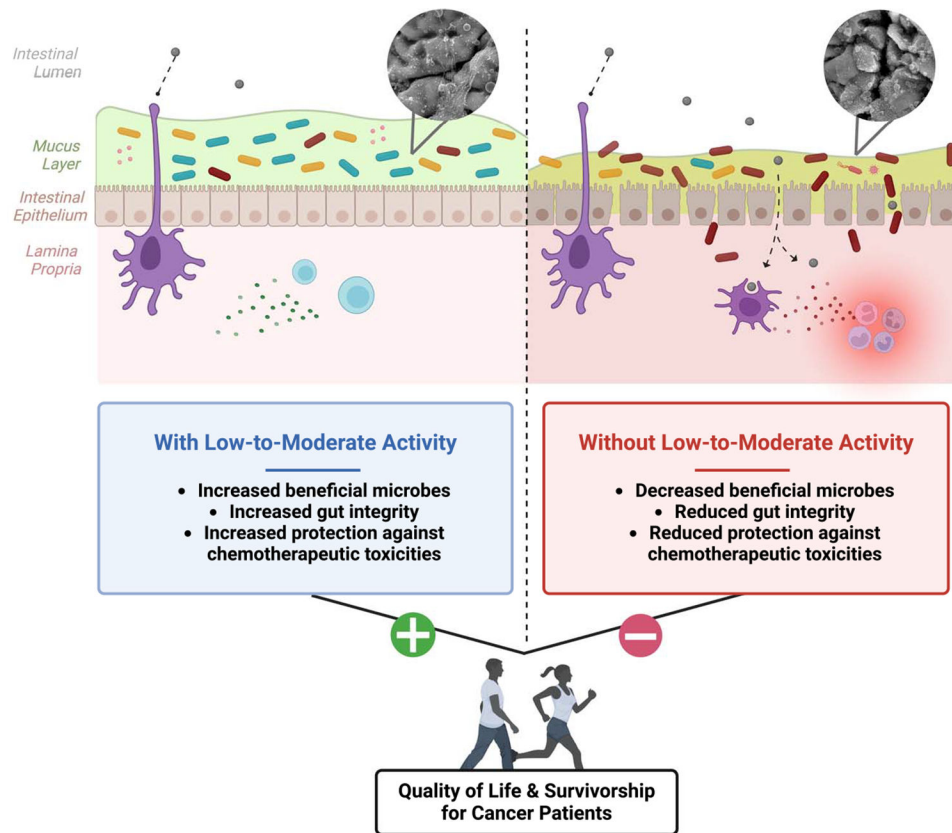 Intestinal
Lumen
Mucus
Layer
Intestinal
Epithelium
Lamina
Propria
With Low-to-Moderate Activity
• Increased beneficial microbes
• Increased gut integrity
• Increased protection against
chemotherapeutic toxicities
Without Low-to-Moderate Activity
• Decreased beneficial microbes
• Reduced gut integrity
• Reduced protection against
chemotherapeutic toxicities
Quality of Life & Survivorship
for Cancer Patients